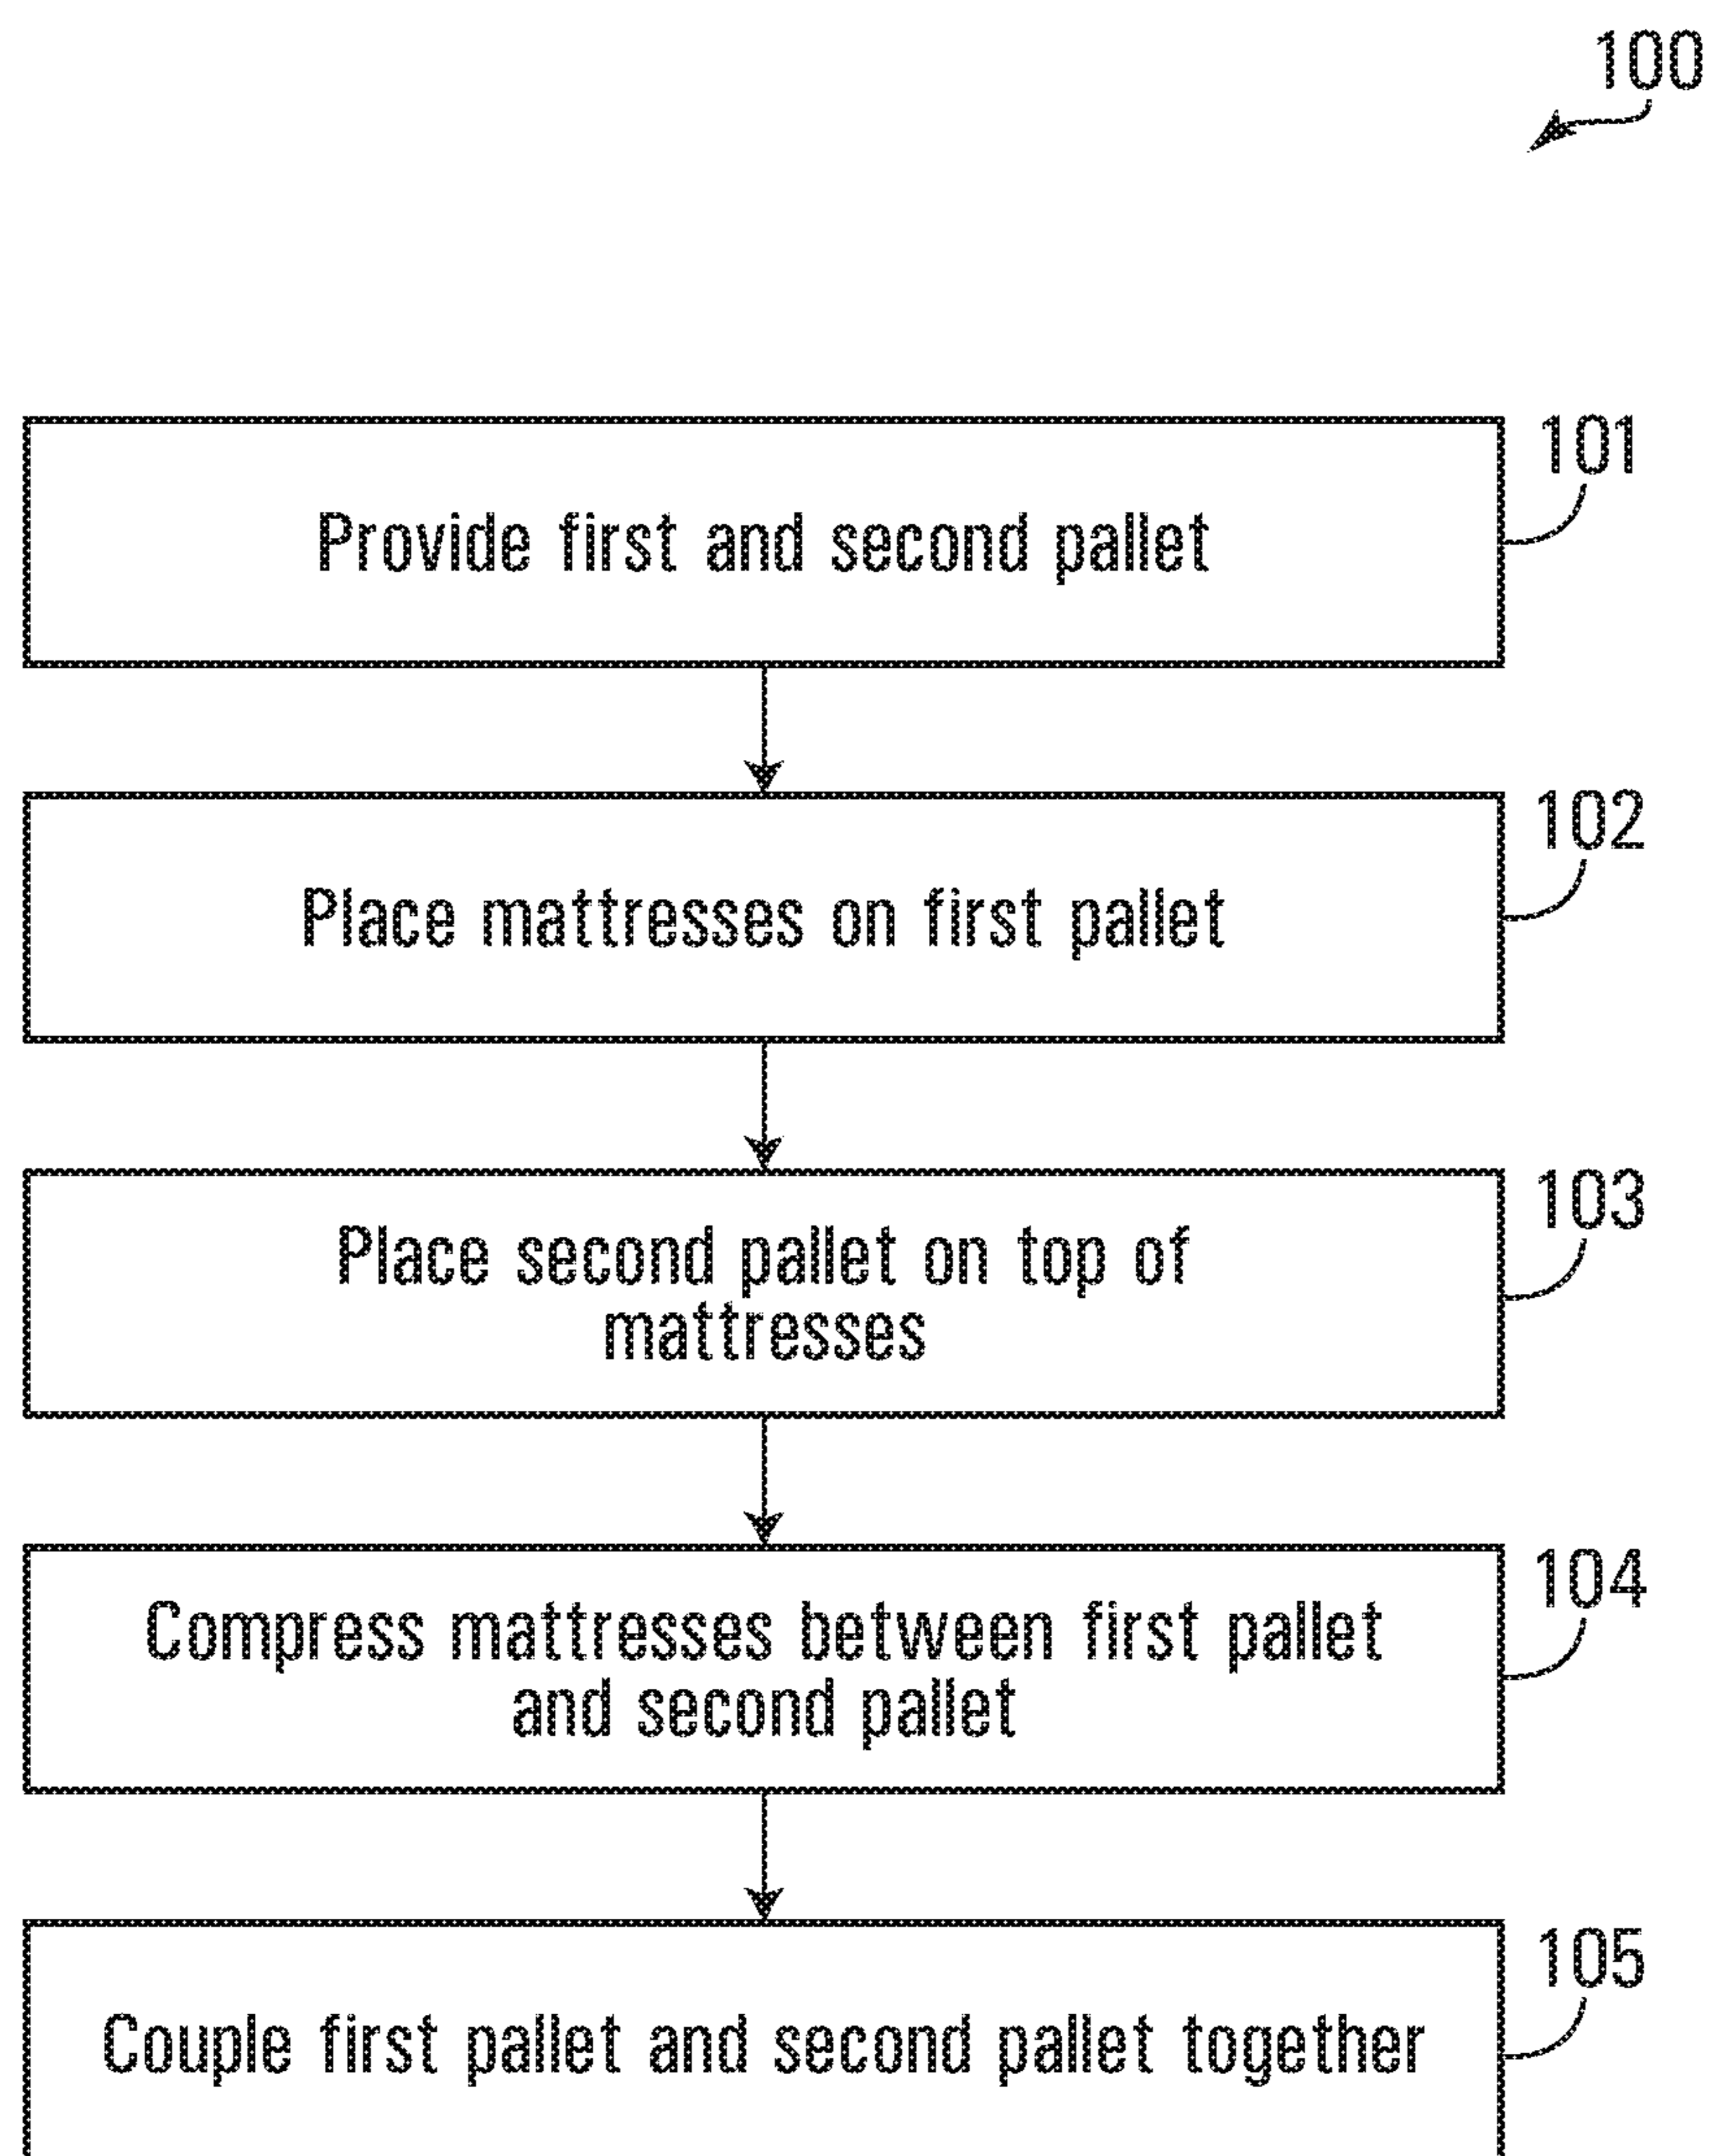 100
101
Provide first and second pallet
102
Place mattresses on first pallet
103
Place second pallet on top of
mattresses
104
Compress mattresses between first pallet
and second pallet
105
Couple first pallet and second pallet together